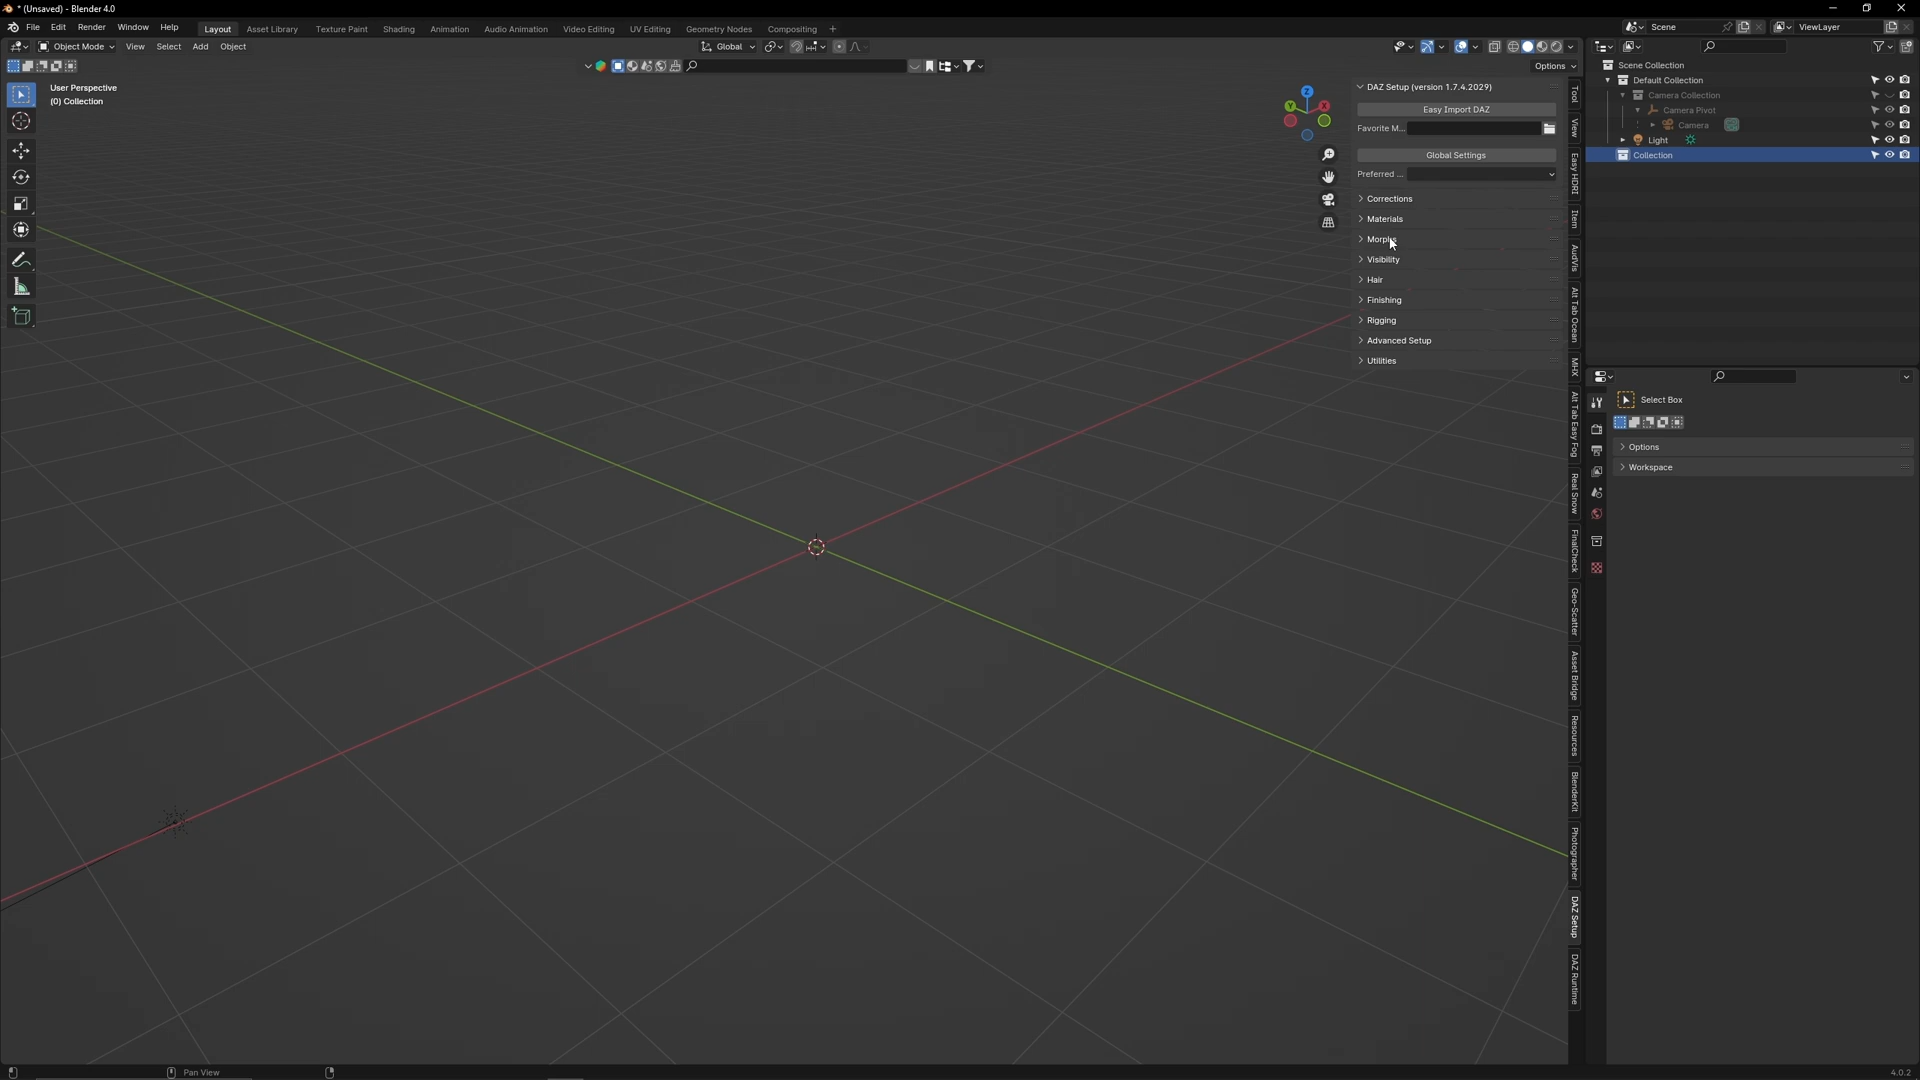 * (Unsaved) - Blender 4.0
File Edit Render Window Help Layout Asset Library Texture Paint Shading Animation Audio Animation Video Editing UV Editing Geometry Nodes Compositing +
Scene
ViewLayer
Object Mode View Select Add Object
Global
Options
User Perspective
(0) Collection
Z
Y
X
DAZ Setup (version 1.7.4.2029)
Easy Import DAZ
Favorite M...
Global Settings
Preferred ...
Corrections
Materials
Morphs
Visibility
Hair
Finishing
Rigging
Advanced Setup
Utilities
Tool
View
Easy HDRI
Item
AudVis
Alt Tab Ocean
MHX
Alt Tab Easy Fog
Real Snow
FinalCheck
Geo-Scatter
Asset Bridge
Resources
BlenderKit
Photographer
DAZ Setup
DAZ Runtime
Scene Collection
Default Collection
Camera Collection
Camera Pivot
Camera
Light
Collection
Select Box
Options
Workspace
Pan View
4.0.2